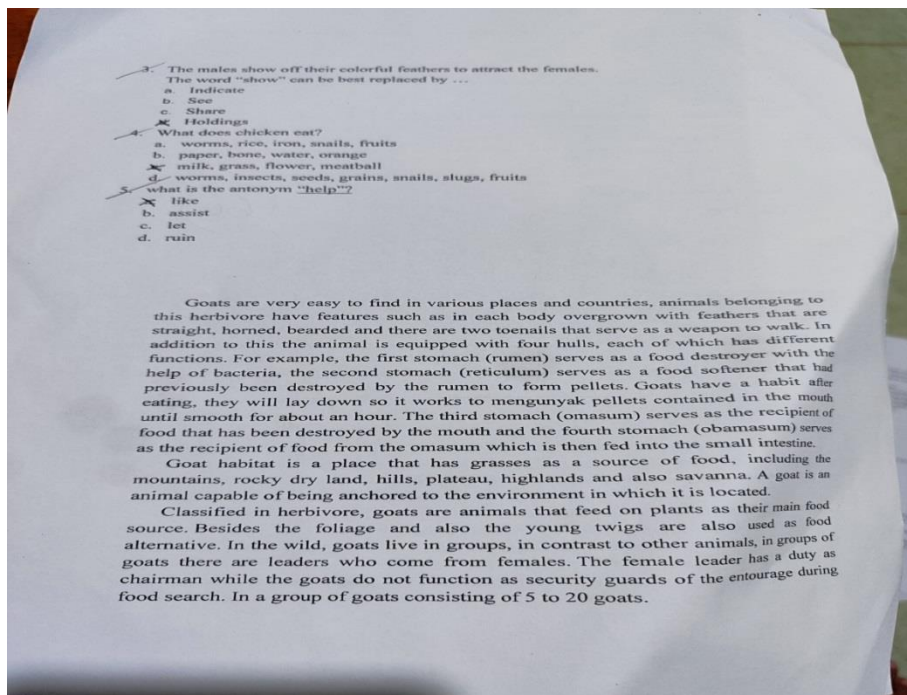 3. The males show off their colorful feathers to attract the females.
The word "show" can be best replaced by ...
a. Indicate
b. See
c. Share
d. Holdings
4. What does chicken eat?
a. worms, rice, iron, snails, fruits
b. paper, bone, water, orange
c. milk, grass, flower, meatball
d. worms, insects, seeds, grains, snails, slugs, fruits
5. what is the antonym "help"?
a. like
b. assist
c. let
d. ruin
Goats are very easy to find in various places and countries, animals belonging to
this herbivore have features such as in each body overgrown with feathers that are
straight, horned, bearded and there are two toenails that serve as a weapon to walk. In
addition to this the animal is equipped with four hulls, each of which has different
functions. For example, the first stomach (rumen) serves as a food destroyer with the
help of bacteria, the second stomach (reticulum) serves as a food softener that had
previously been destroyed by the rumen to form pellets. Goats have a habit after
eating, they will lay down so it works to mengunyak pellets contained in the mouth
until smooth for about an hour. The third stomach (omasum) serves as the recipient of
food that has been destroyed by the mouth and the fourth stomach (obamasum) serves
as the recipient of food from the omasum which is then fed into the small intestine.
Goat habitat is a place that has grasses as a source of food, including the
mountains, rocky dry land, hills, plateau, highlands and also savanna. A goat is an
animal capable of being anchored to the environment in which it is located.
Classified in herbivore, goats are animals that feed on plants as their main food
source. Besides the foliage and also the young twigs are also used as food
alternative. In the wild, goats live in groups, in contrast to other animals, in groups of
goats there are leaders who come from females. The female leader has a duty as
chairman while the goats do not function as security guards of the entourage during
food search. In a group of goats consisting of 5 to 20 goats.